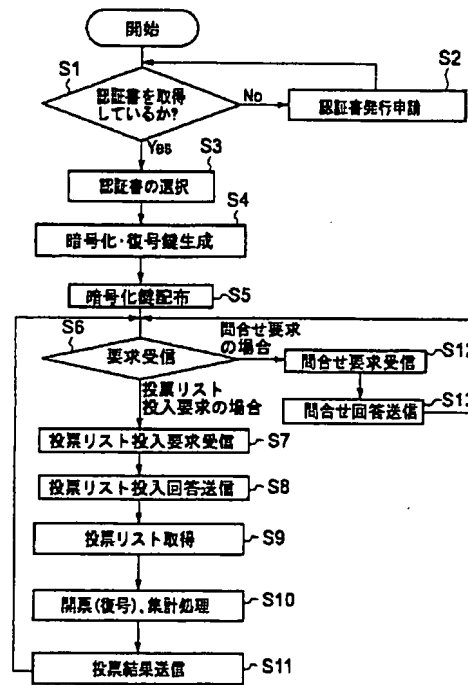 開始
S1
認証書を取得
しているか?
No
S2
認証書発行申請
Yes
S3
認証書の選択
S4
暗号化・復号鍵生成
暗号化鍵配布
S5
S6
要求受信
問合せ要求
の場合
問合せ要求受信
S12
問合せ回答送信
S13
投票リスト
投入要求の場合
投票リスト投入要求受信
S7
投票リスト投入回答送信
S8
投票リスト取得
S9
開票(復号)、集計処理
S10
投票結果送信
S11